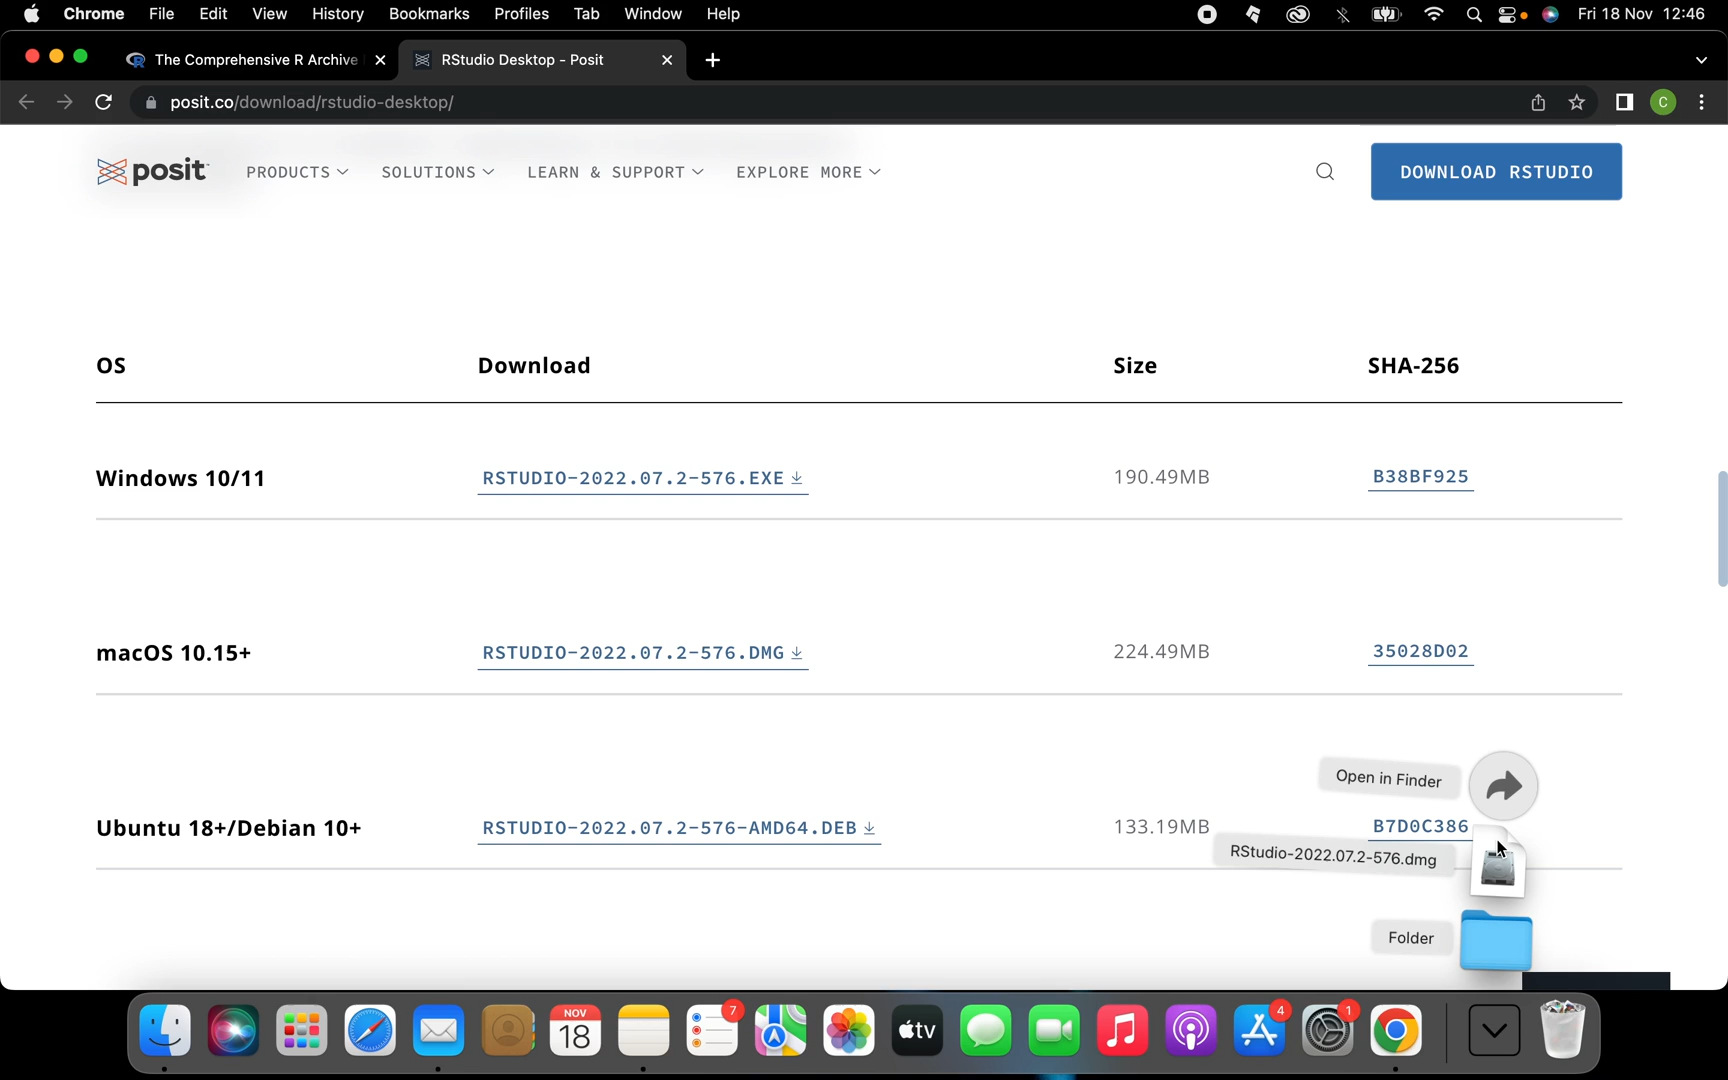 Chrome File Edit View History Bookmarks Profiles Tab Window Help Fri 18 Nov 12:46
The Comprehensive R Archive RStudio Desktop - Posit
posit.co/download/rstudio-desktop/ C
posit PRODUCTS SOLUTIONS LEARN & SUPPORT EXPLORE MORE DOWNLOAD RSTUDIO
OS Download Size SHA-256
Windows 10/11 RSTUDIO-2022.07.2-576.EXE 190.49MB B38BF925
macOS 10.15+ RSTUDIO-2022.07.2-576.DMG 224.49MB 35028D02
Open in Finder
Ubuntu 18+/Debian 10+ RSTUDIO-2022.07.2-576-AMD64.DEB 133.19MB B7D0C386
RStudio-2022.07.2-576.dmg
Folder
NOV
18
7
tv
4
1